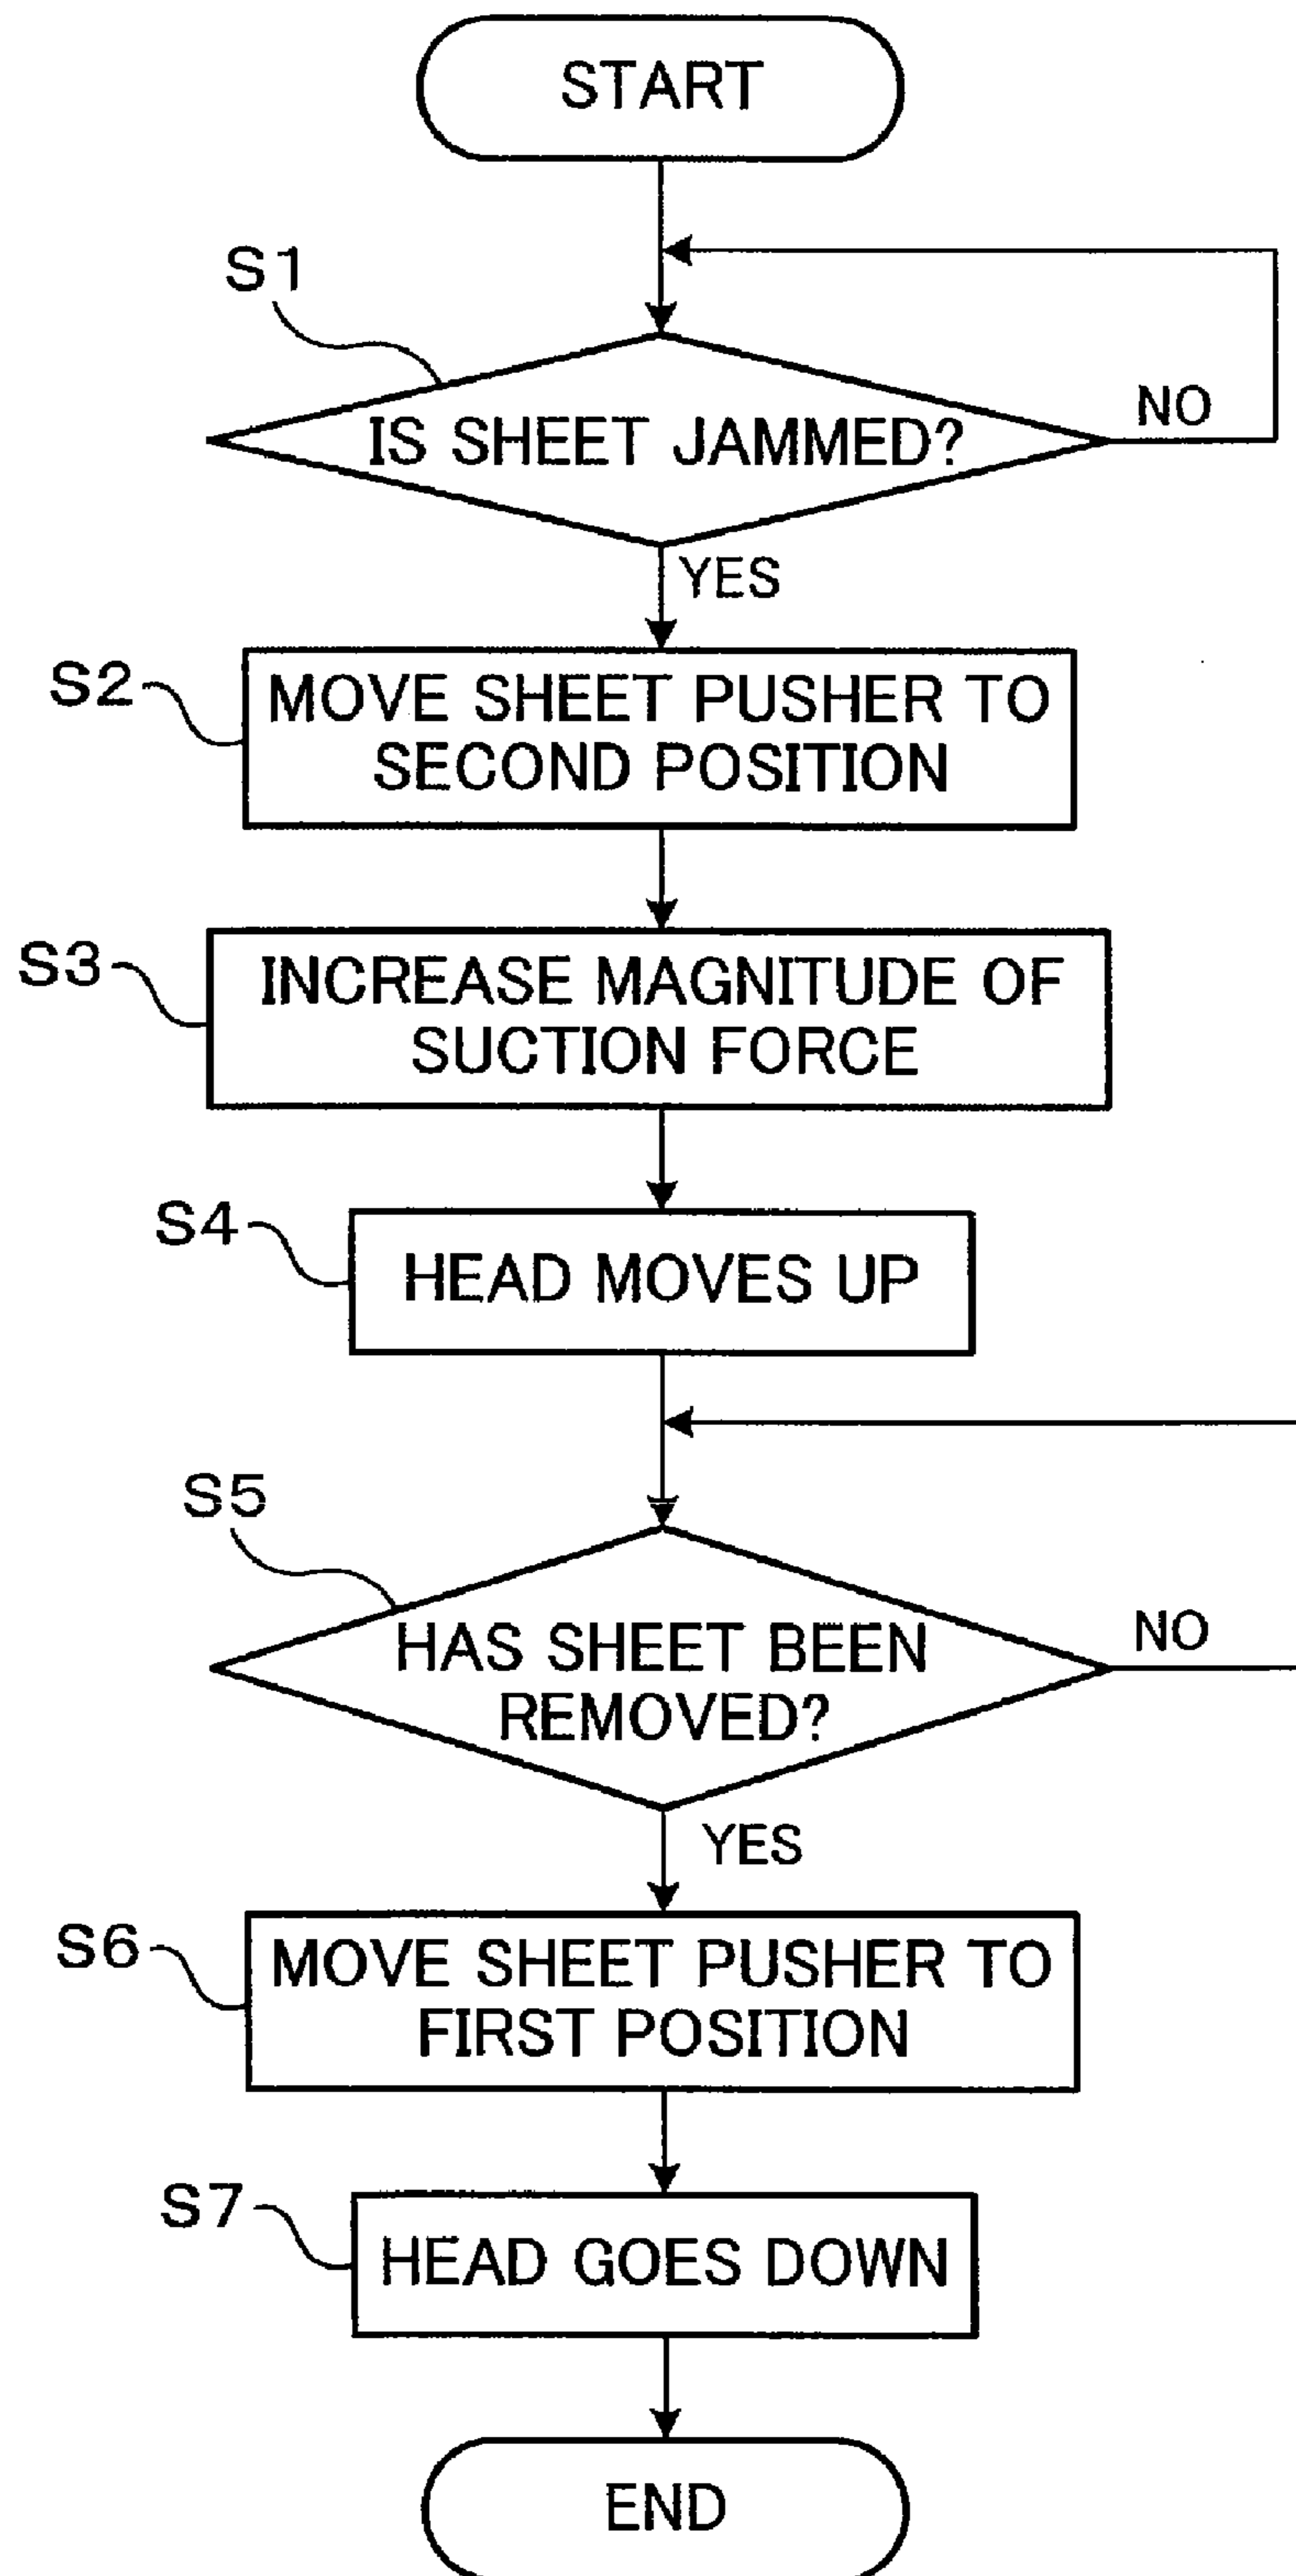 START
S1
IS SHEET JAMMED?
NO
YES
S2
MOVE SHEET PUSHER TO
SECOND POSITION
S3
INCREASE MAGNITUDE OF
SUCTION FORCE
S4
HEAD MOVES UP
S5
HAS SHEET BEEN
REMOVED?
NO
YES
S6
MOVE SHEET PUSHER TO
FIRST POSITION
S7
HEAD GOES DOWN
END